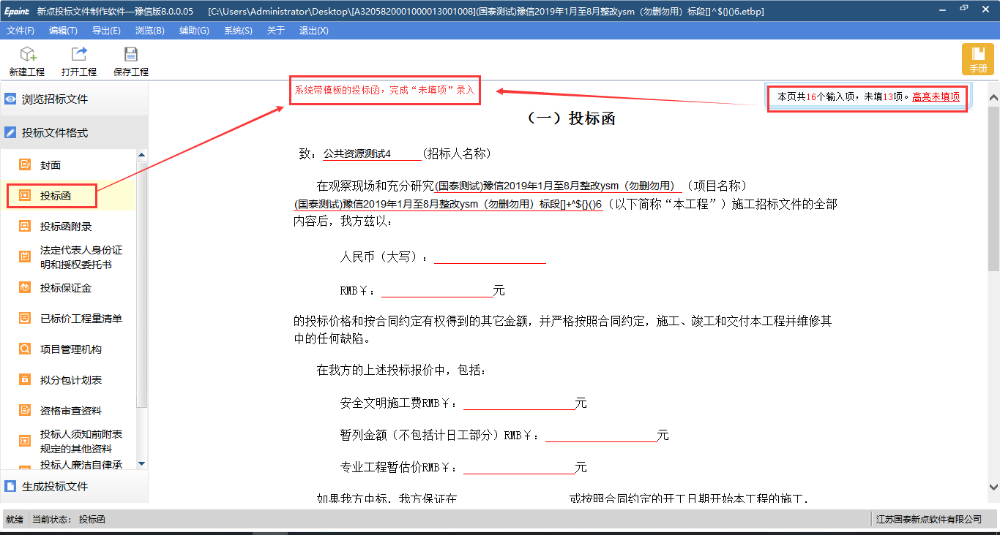 Epoint 新点投标文件制作软件—豫信版8.0.0.05 [C:\Users\Administrator\Desktop\[A3205820001000013001008](国泰测试)豫信2019年1月至8月整改ysm（勿删勿用）标段[]^${}()6.etbp]
文件(F) 编辑(T) 导出(E) 浏览(B) 辅助(G) 系统(S) 关于 退出(X)
新建工程 打开工程 保存工程 手册
浏览招标文件
投标文件格式
封面
投标函
投标函附录
法定代表人身份证
明和授权委托书
投标保证金
已标价工程量清单
项目管理机构
拟分包计划表
资格审查资料
投标人须知前附表
规定的其他资料
投标人廉洁自律承
生成投标文件
系统带模板的投标函，完成“未填项”录入
本页共16个输入项，未填13项。高亮未填项
（一）投标函
致：公共资源测试4(招标人名称)
在观察现场和充分研究(国泰测试)豫信2019年1月至8月整改ysm（勿删勿用）（项目名称）
(国泰测试)豫信2019年1月至8月整改ysm（勿删勿用）标段[]+^${}()6（以下简称“本工程”）施工招标文件的全部
内容后，我方兹以：
人民币（大写）：
RMB￥：元
的投标价格和按合同约定有权得到的其它金额，并严格按照合同约定，施工、竣工和交付本工程并维修其
中的任何缺陷。
在我方的上述投标报价中，包括：
安全文明施工费RMB￥：元
暂列金额（不包括计日工部分）RMB￥：元
专业工程暂估价RMB￥：元
如果我方中标，我方保证在 或按照合同约定的开工日期开始本工程的施工，
就绪 当前状态： 投标函 江苏国泰新点软件有限公司